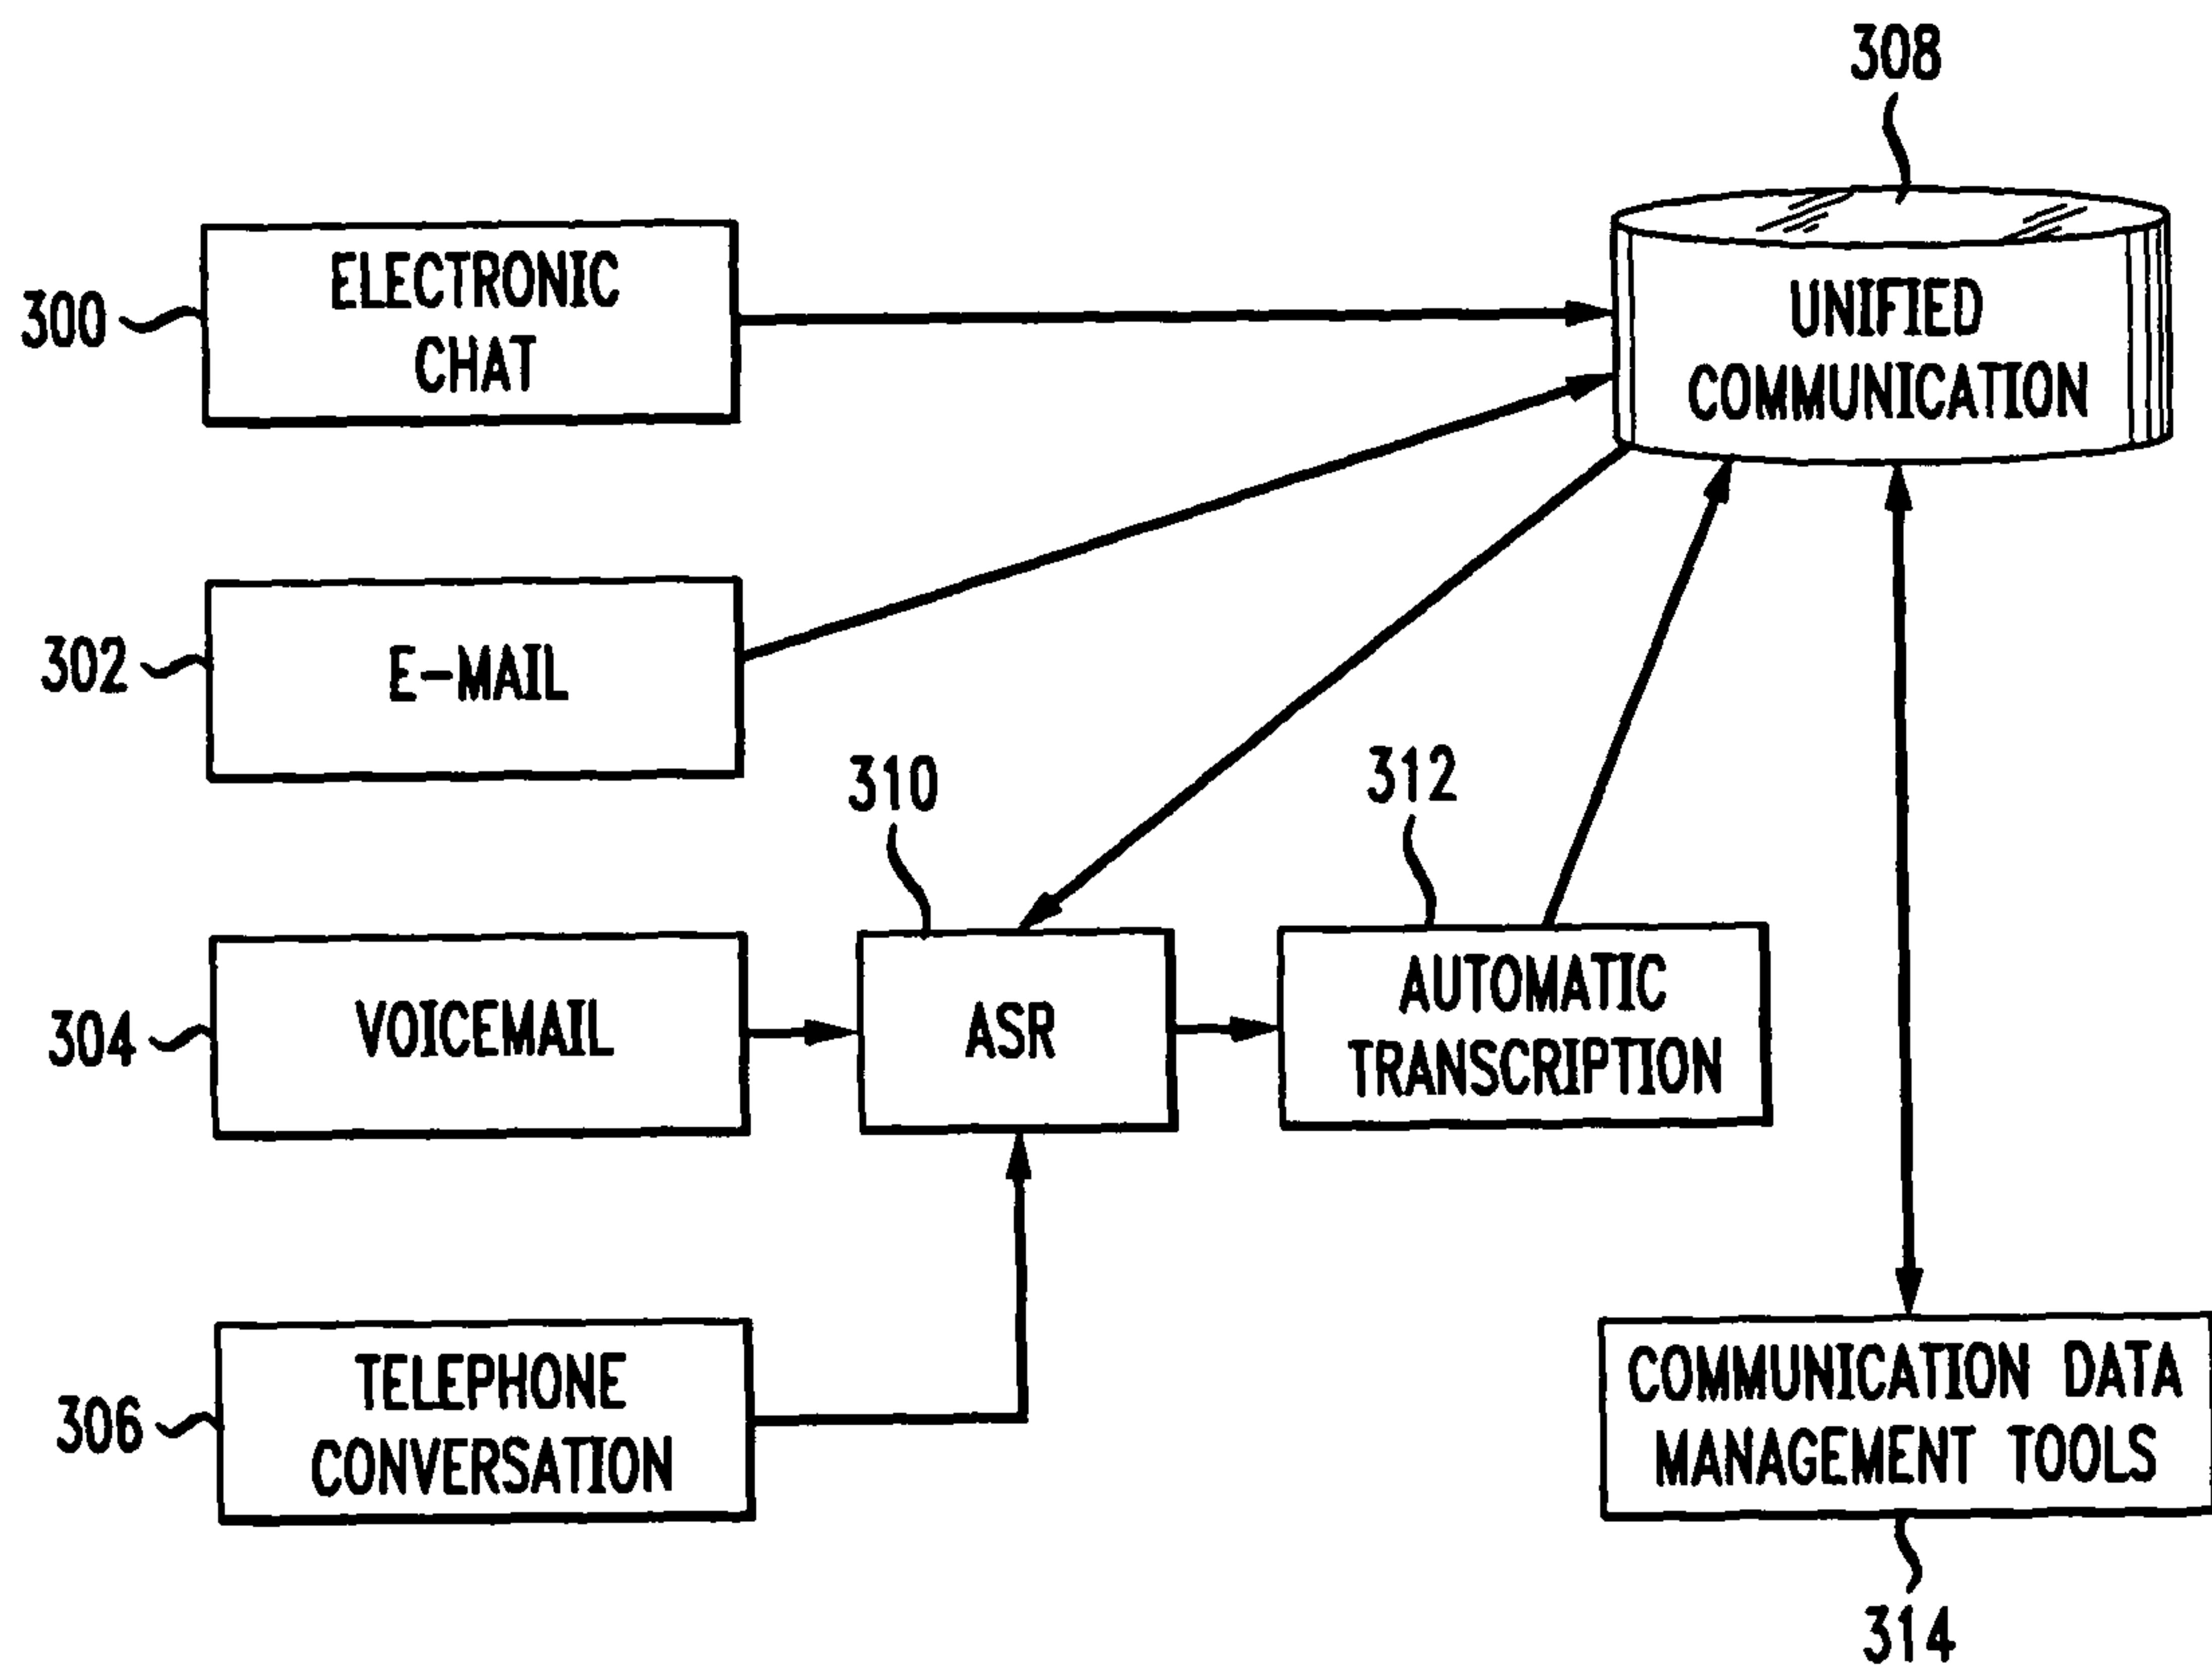 308
300
ELECTRONIC
CHAT
UNIFIED
COMMUNICATION
302
E-MAIL
310
312
304
VOICEMAIL
ASR
AUTOMATIC
TRANSCRIPTION
306
TELEPHONE
CONVERSATION
COMMUNICATION DATA
MANAGEMENT TOOLS
314